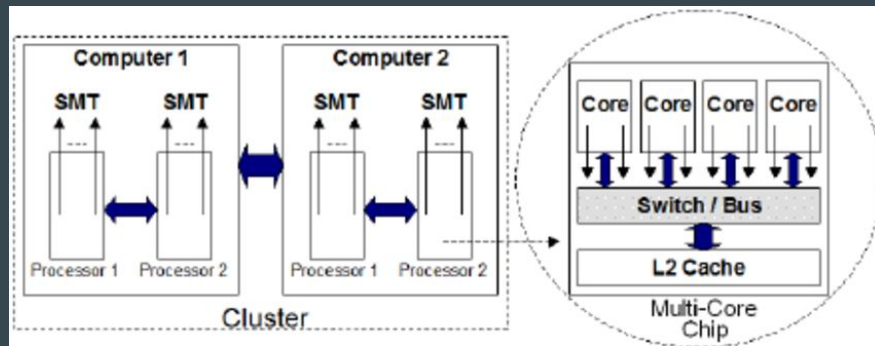 Computer 1
Computer 2
SMT
SMT
SMT
SMT
Processor 1
Processor 2
Processor 1
Processor 2
Cluster
Core
Core
Core
Core
Switch / Bus
L2 Cache
Multi-Core
Chip